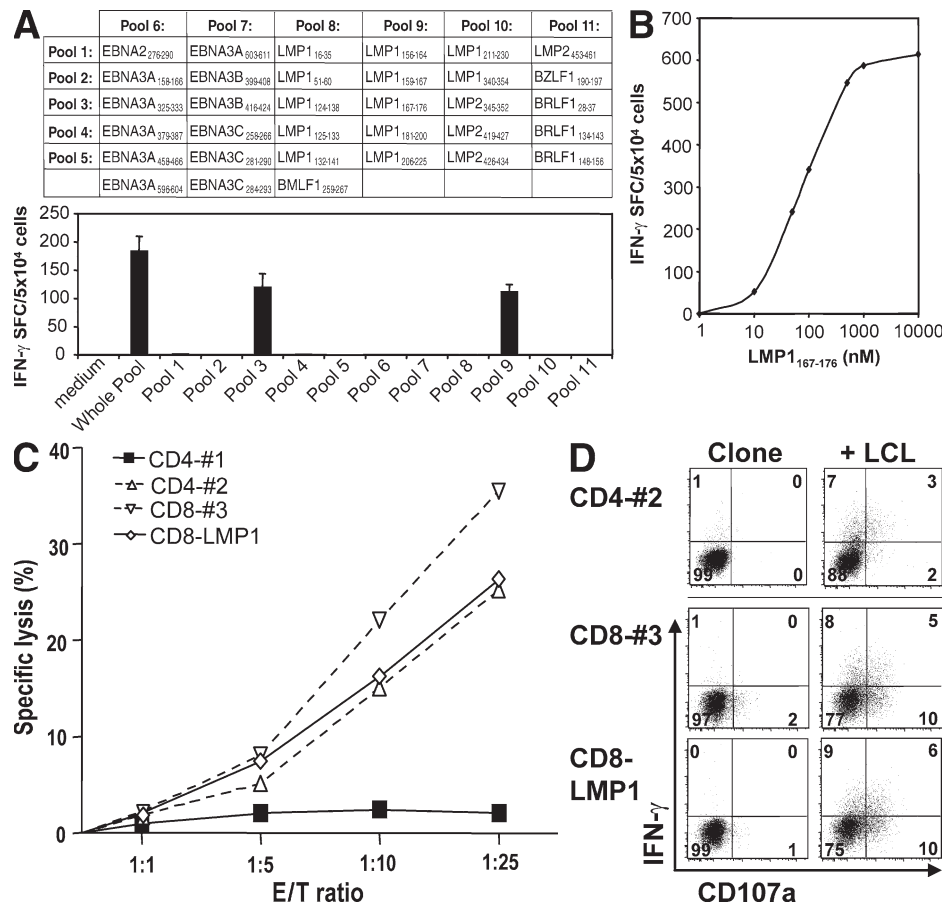 A
Pool 6: Pool 7: Pool 8: Pool 9: Pool 10: Pool 11:
Pool 1: EBNA2276-290 EBNA3A603-611 LMP116-35 LMP1156-164 LMP1211-230 LMP2453-461
Pool 2: EBNA3A158-166 EBNA3B399-408 LMP151-60 LMP1159-167 LMP1340-354 BZLF1190-197
Pool 3: EBNA3A325-333 EBNA3B416-424 LMP1124-138 LMP1167-176 LMP2345-352 BRLF128-37
Pool 4: EBNA3A379-387 EBNA3C258-266 LMP1125-133 LMP1181-200 LMP2419-427 BRLF1134-143
Pool 5: EBNA3A458-466 EBNA3C281-290 LMP1132-141 LMP1206-225 LMP2426-434 BRLF1148-156
EBNA3A596-604 EBNA3C284-293 BMLF1259-267
IFN-γ SFC/5x10⁴ cells
250
200
150
100
50
0
medium Whole Pool Pool 1 Pool 2 Pool 3 Pool 4 Pool 5 Pool 6 Pool 7 Pool 8 Pool 9 Pool 10 Pool 11
B
IFN-γ SFC/5x10⁴ cells
700
600
500
400
300
200
100
0
1 10 100 1000 10000
LMP1167-176 (nM)
C
CD4-#1
CD4-#2
CD8-#3
CD8-LMP1
Specific lysis (%)
40
30
20
10
0
1:1 1:5 1:10 1:25
E/T ratio
D
Clone + LCL
CD4-#2
1 0 7 3
99 0 88 2
CD8-#3
1 0 8 5
97 2 77 10
CD8-
LMP1
0 0 9 6
99 1 75 10
IFN-γ
CD107a